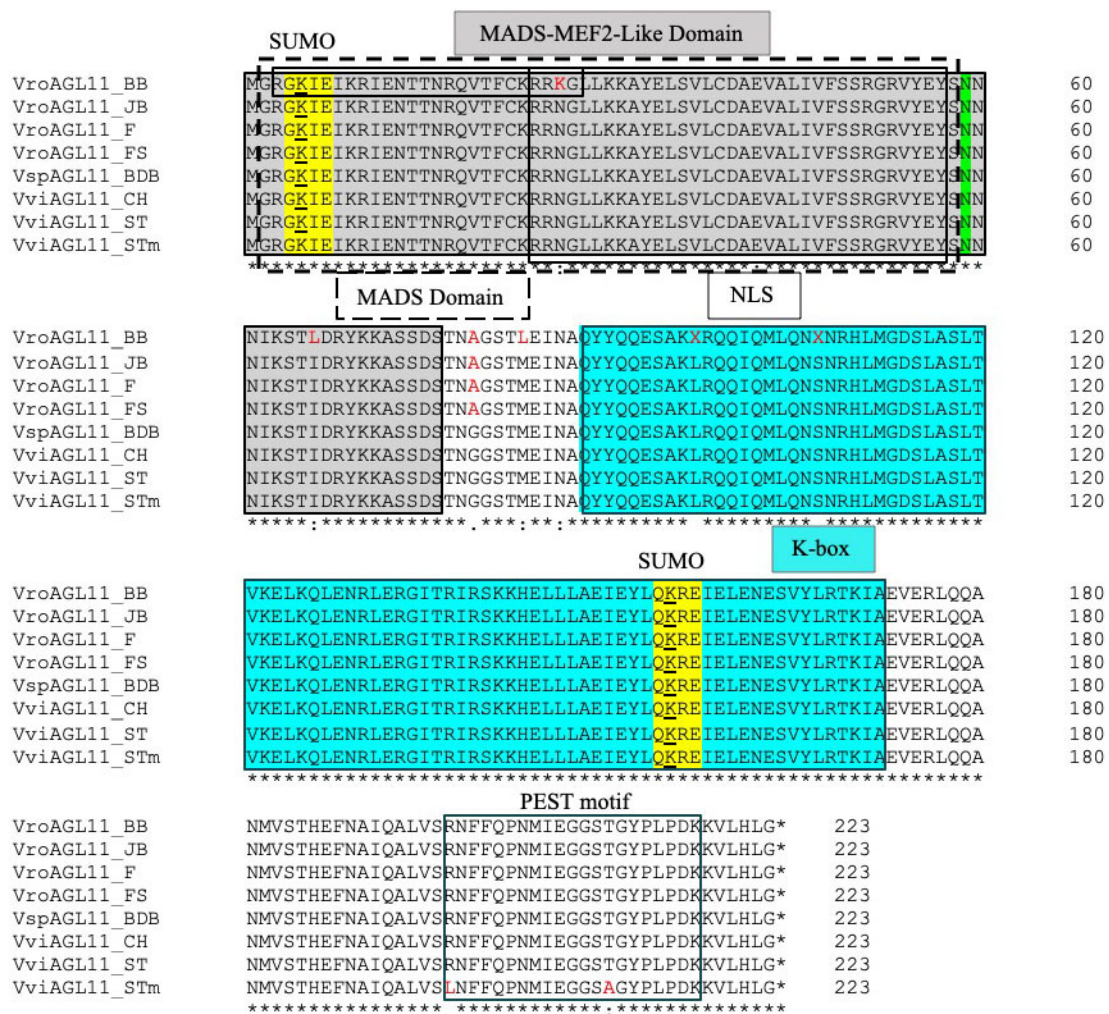 MADS-MEF2-Like Domain
SUMO
VroAGL11_BB MGRGKIEIKRIENTTNRQVTFCKRRKGLLKKAYELSVLCDAEVALIVFSSRGRVYEYSNN 60
VroAGL11_JB MGRGKIEIKRIENTTNRQVTFCKRRNGLLKKAYELSVLCDAEVALIVFSSRGRVYEYSNN 60
VroAGL11_F MGRGKIEIKRIENTTNRQVTFCKRRNGLLKKAYELSVLCDAEVALIVFSSRGRVYEYSNN 60
VroAGL11_FS MGRGKIEIKRIENTTNRQVTFCKRRNGLLKKAYELSVLCDAEVALIVFSSRGRVYEYSNN 60
VspAGL11_BDB MGRGKIEIKRIENTTNRQVTFCKRRNGLLKKAYELSVLCDAEVALIVFSSRGRVYEYSNN 60
VviAGL11_CH MGRGKIEIKRIENTTNRQVTFCKRRNGLLKKAYELSVLCDAEVALIVFSSRGRVYEYSNN 60
VviAGL11_ST MGRGKIEIKRIENTTNRQVTFCKRRNGLLKKAYELSVLCDAEVALIVFSSRGRVYEYSNN 60
VviAGL11_STm MGRGKIEIKRIENTTNRQVTFCKRRNGLLKKAYELSVLCDAEVALIVFSSRGRVYEYSNN 60
*************************:**********************************
MADS Domain NLS
VroAGL11_BB NIKSTLDRYKKASSDSTNAGSTLEINAQYYQQESAKXRQQIQMLQNXNRHLMGDSLASLT 120
VroAGL11_JB NIKSTIDRYKKASSDSTNAGSTMEINAQYYQQESAKLRQQIQMLQNSNRHLMGDSLASLT 120
VroAGL11_F NIKSTIDRYKKASSDSTNAGSTMEINAQYYQQESAKLRQQIQMLQNSNRHLMGDSLASLT 120
VroAGL11_FS NIKSTIDRYKKASSDSTNAGSTMEINAQYYQQESAKLRQQIQMLQNSNRHLMGDSLASLT 120
VspAGL11_BDB NIKSTIDRYKKASSDSTNGGSTMEINAQYYQQESAKLRQQIQMLQNSNRHLMGDSLASLT 120
VviAGL11_CH NIKSTIDRYKKASSDSTNGGSTMEINAQYYQQESAKLRQQIQMLQNSNRHLMGDSLASLT 120
VviAGL11_ST NIKSTIDRYKKASSDSTNGGSTMEINAQYYQQESAKLRQQIQMLQNSNRHLMGDSLASLT 120
VviAGL11_STm NIKSTIDRYKKASSDSTNGGSTMEINAQYYQQESAKLRQQIQMLQNSNRHLMGDSLASLT 120
*****:************.***:**:********** ********* *************
K-box
SUMO
VroAGL11_BB VKELKQLENRLERGITRIRSKKHELLLAEIEYLQKREIELENESVYLRTKIAEVERLQQA 180
VroAGL11_JB VKELKQLENRLERGITRIRSKKHELLLAEIEYLQKREIELENESVYLRTKIAEVERLQQA 180
VroAGL11_F VKELKQLENRLERGITRIRSKKHELLLAEIEYLQKREIELENESVYLRTKIAEVERLQQA 180
VroAGL11_FS VKELKQLENRLERGITRIRSKKHELLLAEIEYLQKREIELENESVYLRTKIAEVERLQQA 180
VspAGL11_BDB VKELKQLENRLERGITRIRSKKHELLLAEIEYLQKREIELENESVYLRTKIAEVERLQQA 180
VviAGL11_CH VKELKQLENRLERGITRIRSKKHELLLAEIEYLQKREIELENESVYLRTKIAEVERLQQA 180
VviAGL11_ST VKELKQLENRLERGITRIRSKKHELLLAEIEYLQKREIELENESVYLRTKIAEVERLQQA 180
VviAGL11_STm VKELKQLENRLERGITRIRSKKHELLLAEIEYLQKREIELENESVYLRTKIAEVERLQQA 180
************************************************************
PEST motif
VroAGL11_BB NMVSTHEFNAIQALVSRNFFQPNMIEGGSTGYPLPDKKVLHLG* 223
VroAGL11_JB NMVSTHEFNAIQALVSRNFFQPNMIEGGSTGYPLPDKKVLHLG* 223
VroAGL11_F NMVSTHEFNAIQALVSRNFFQPNMIEGGSTGYPLPDKKVLHLG* 223
VroAGL11_FS NMVSTHEFNAIQALVSRNFFQPNMIEGGSTGYPLPDKKVLHLG* 223
VspAGL11_BDB NMVSTHEFNAIQALVSRNFFQPNMIEGGSTGYPLPDKKVLHLG* 223
VviAGL11_CH NMVSTHEFNAIQALVSRNFFQPNMIEGGSTGYPLPDKKVLHLG* 223
VviAGL11_ST NMVSTHEFNAIQALVSRNFFQPNMIEGGSTGYPLPDKKVLHLG* 223
VviAGL11_STm NMVSTHEFNAIQALVSLNFFQPNMIEGGSAGYPLPDKKVLHLG* 223
**************** ************:**************